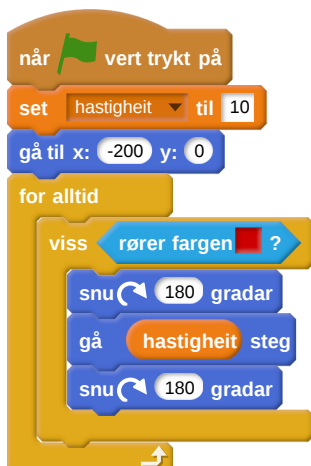 når vert trykt på
set hastigheit til 10
gå til x: -200 y: 0
for alltid
viss rører fargen ?
snu 180 gradar
gå hastigheit steg
snu 180 gradar